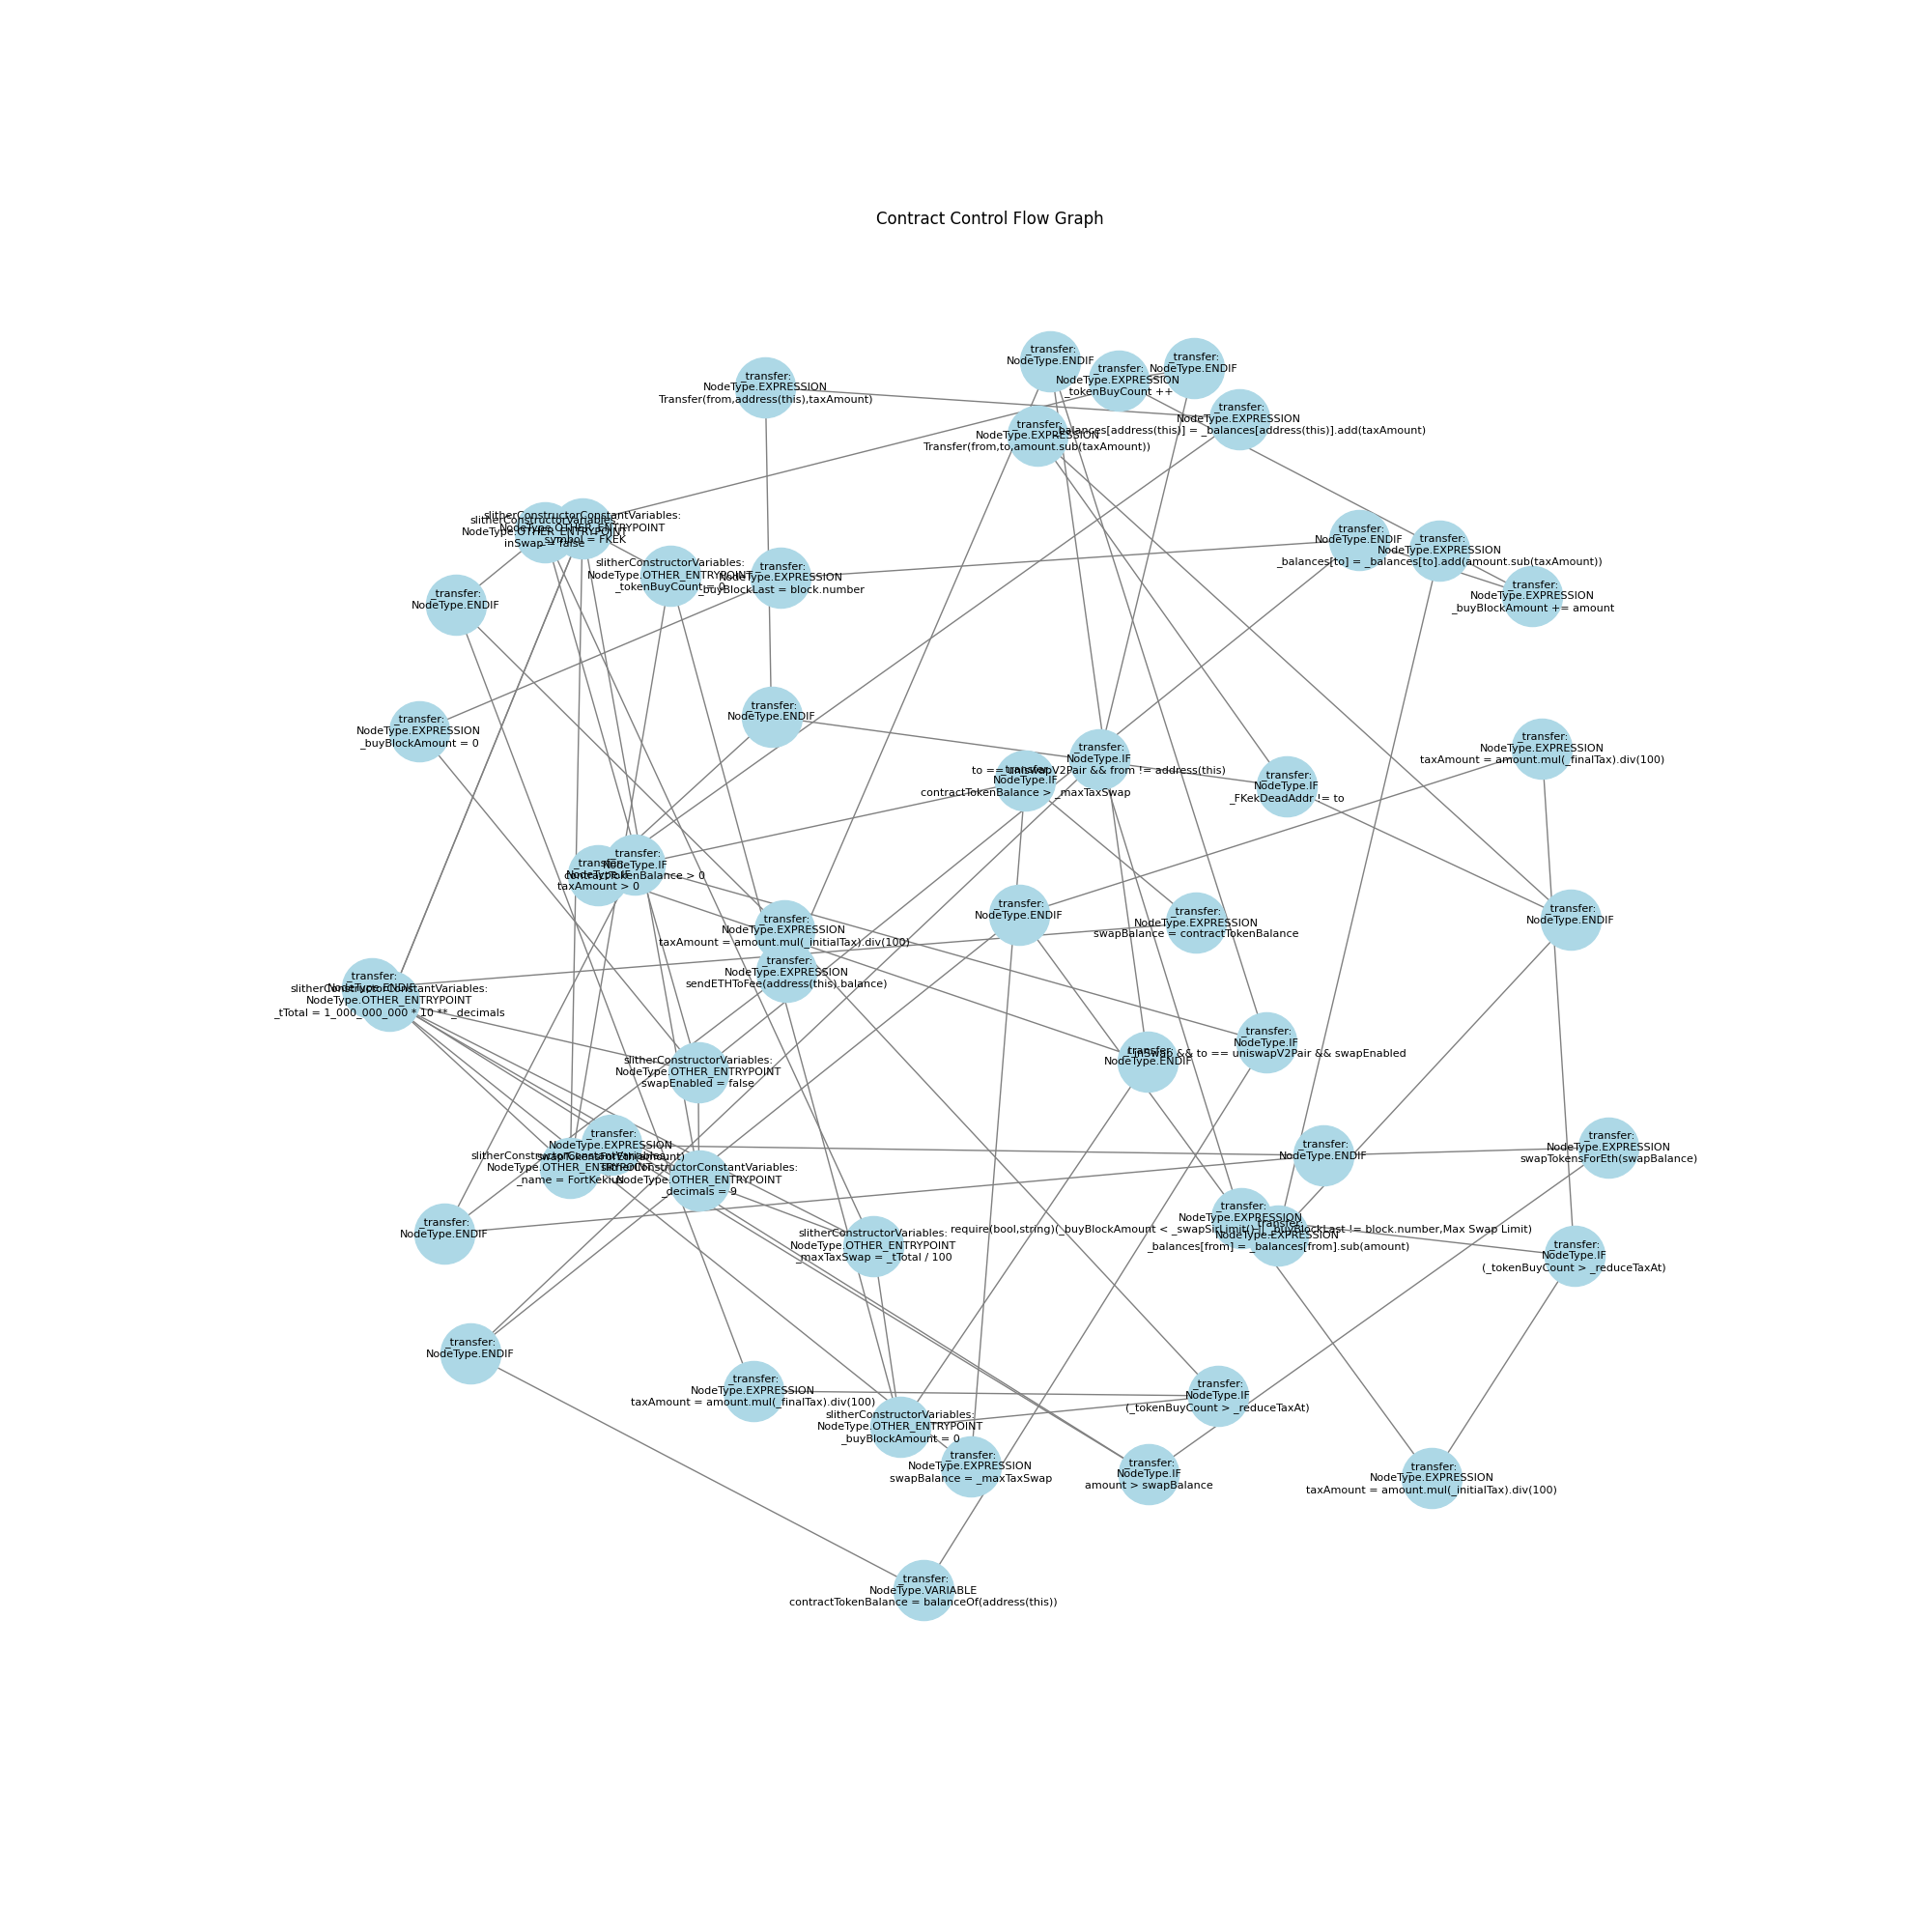 Contract Control Flow Graph
_transfer:
NodeType.ENDIF
_transfer:
NodeType.ENDIF
_transfer:
NodeType.EXPRESSION
_tokenBuyCount ++
_transfer:
NodeType.EXPRESSION
Transfer(from,address(this),taxAmount)
_transfer:
NodeType.EXPRESSION
_balances[address(this)] = _balances[address(this)].add(taxAmount)
_transfer:
NodeType.EXPRESSION
Transfer(from,to,amount.sub(taxAmount))
slitherConstructorConstantVariables:
NodeType.OTHER_ENTRYPOINT
_symbol = FKEK
slitherConstructorVariables:
NodeType.OTHER_ENTRYPOINT
inSwap = false
_transfer:
NodeType.ENDIF
_transfer:
NodeType.EXPRESSION
_balances[to] = _balances[to].add(amount.sub(taxAmount))
slitherConstructorVariables:
NodeType.OTHER_ENTRYPOINT
_tokenBuyCount = 0
_transfer:
NodeType.EXPRESSION
_buyBlockLast = block.number
_transfer:
NodeType.EXPRESSION
_buyBlockAmount += amount
_transfer:
NodeType.ENDIF
_transfer:
NodeType.ENDIF
_transfer:
NodeType.EXPRESSION
_buyBlockAmount = 0
_transfer:
NodeType.EXPRESSION
taxAmount = amount.mul(_finalTax).div(100)
_transfer:
NodeType.IF
to == uniswapV2Pair && from != address(this)
_transfer:
NodeType.IF
contractTokenBalance > _maxTaxSwap
_transfer:
NodeType.IF
_FKekDeadAddr != to
_transfer:
NodeType.IF
contractTokenBalance > 0
_transfer:
NodeType.IF
taxAmount > 0
_transfer:
NodeType.ENDIF
_transfer:
NodeType.EXPRESSION
swapBalance = contractTokenBalance
_transfer:
NodeType.ENDIF
_transfer:
NodeType.EXPRESSION
taxAmount = amount.mul(_initialTax).div(100)
_transfer:
NodeType.EXPRESSION
sendETHToFee(address(this).balance)
_transfer:
NodeType.ENDIF
slitherConstructorConstantVariables:
NodeType.OTHER_ENTRYPOINT
_tTotal = 1_000_000_000 * 10 ** _decimals
_transfer:
NodeType.IF
! inSwap && to == uniswapV2Pair && swapEnabled
_transfer:
NodeType.ENDIF
slitherConstructorVariables:
NodeType.OTHER_ENTRYPOINT
swapEnabled = false
_transfer:
NodeType.EXPRESSION
swapTokensForEth(amount)
_transfer:
NodeType.EXPRESSION
swapTokensForEth(swapBalance)
_transfer:
NodeType.ENDIF
slitherConstructorConstantVariables:
NodeType.OTHER_ENTRYPOINT
_name = FortKekius
slitherConstructorConstantVariables:
NodeType.OTHER_ENTRYPOINT
_decimals = 9
_transfer:
NodeType.EXPRESSION
require(bool,string)(_buyBlockAmount < _swapSirLimit() || _buyBlockLast != block.number,Max Swap Limit)
_transfer:
NodeType.EXPRESSION
_balances[from] = _balances[from].sub(amount)
_transfer:
NodeType.ENDIF
slitherConstructorVariables:
NodeType.OTHER_ENTRYPOINT
_maxTaxSwap = _tTotal / 100
_transfer:
NodeType.IF
(_tokenBuyCount > _reduceTaxAt)
_transfer:
NodeType.ENDIF
_transfer:
NodeType.EXPRESSION
taxAmount = amount.mul(_finalTax).div(100)
_transfer:
NodeType.IF
(_tokenBuyCount > _reduceTaxAt)
slitherConstructorVariables:
NodeType.OTHER_ENTRYPOINT
_buyBlockAmount = 0
_transfer:
NodeType.EXPRESSION
swapBalance = _maxTaxSwap
_transfer:
NodeType.IF
amount > swapBalance
_transfer:
NodeType.EXPRESSION
taxAmount = amount.mul(_initialTax).div(100)
_transfer:
NodeType.VARIABLE
contractTokenBalance = balanceOf(address(this))